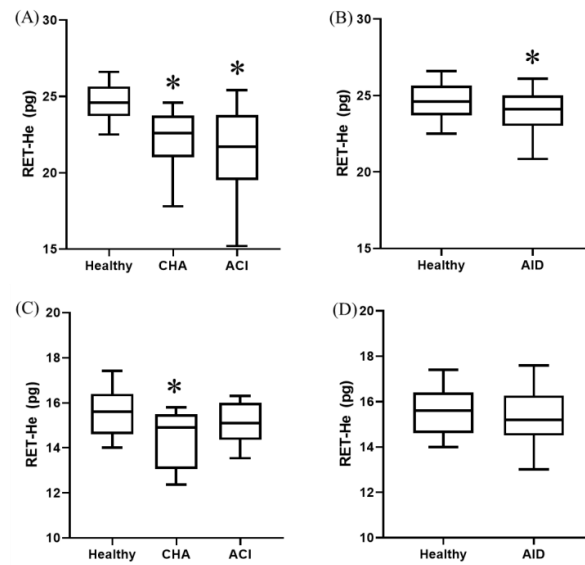 (A)
30
25
20
15
RET-He (pg)
* *
Healthy CHA ACI
(B)
30
25
20
15
RET-He (pg)
*
Healthy AID
(C)
20
18
16
14
12
10
RET-He (pg)
*
Healthy CHA ACI
(D)
20
18
16
14
12
10
RET-He (pg)
Healthy AID